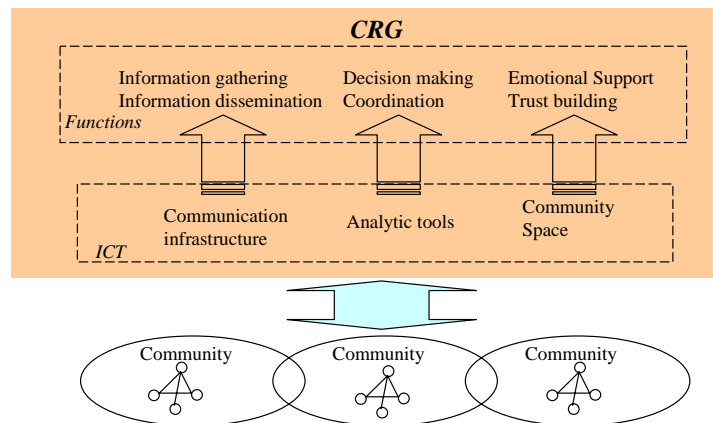 CRG
Information gathering
Information dissemination
Decision making
Coordination
Emotional Support
Trust building
Functions
Communication
infrastructure
Analytic tools
Community
Space
ICT
Community
Community
Community